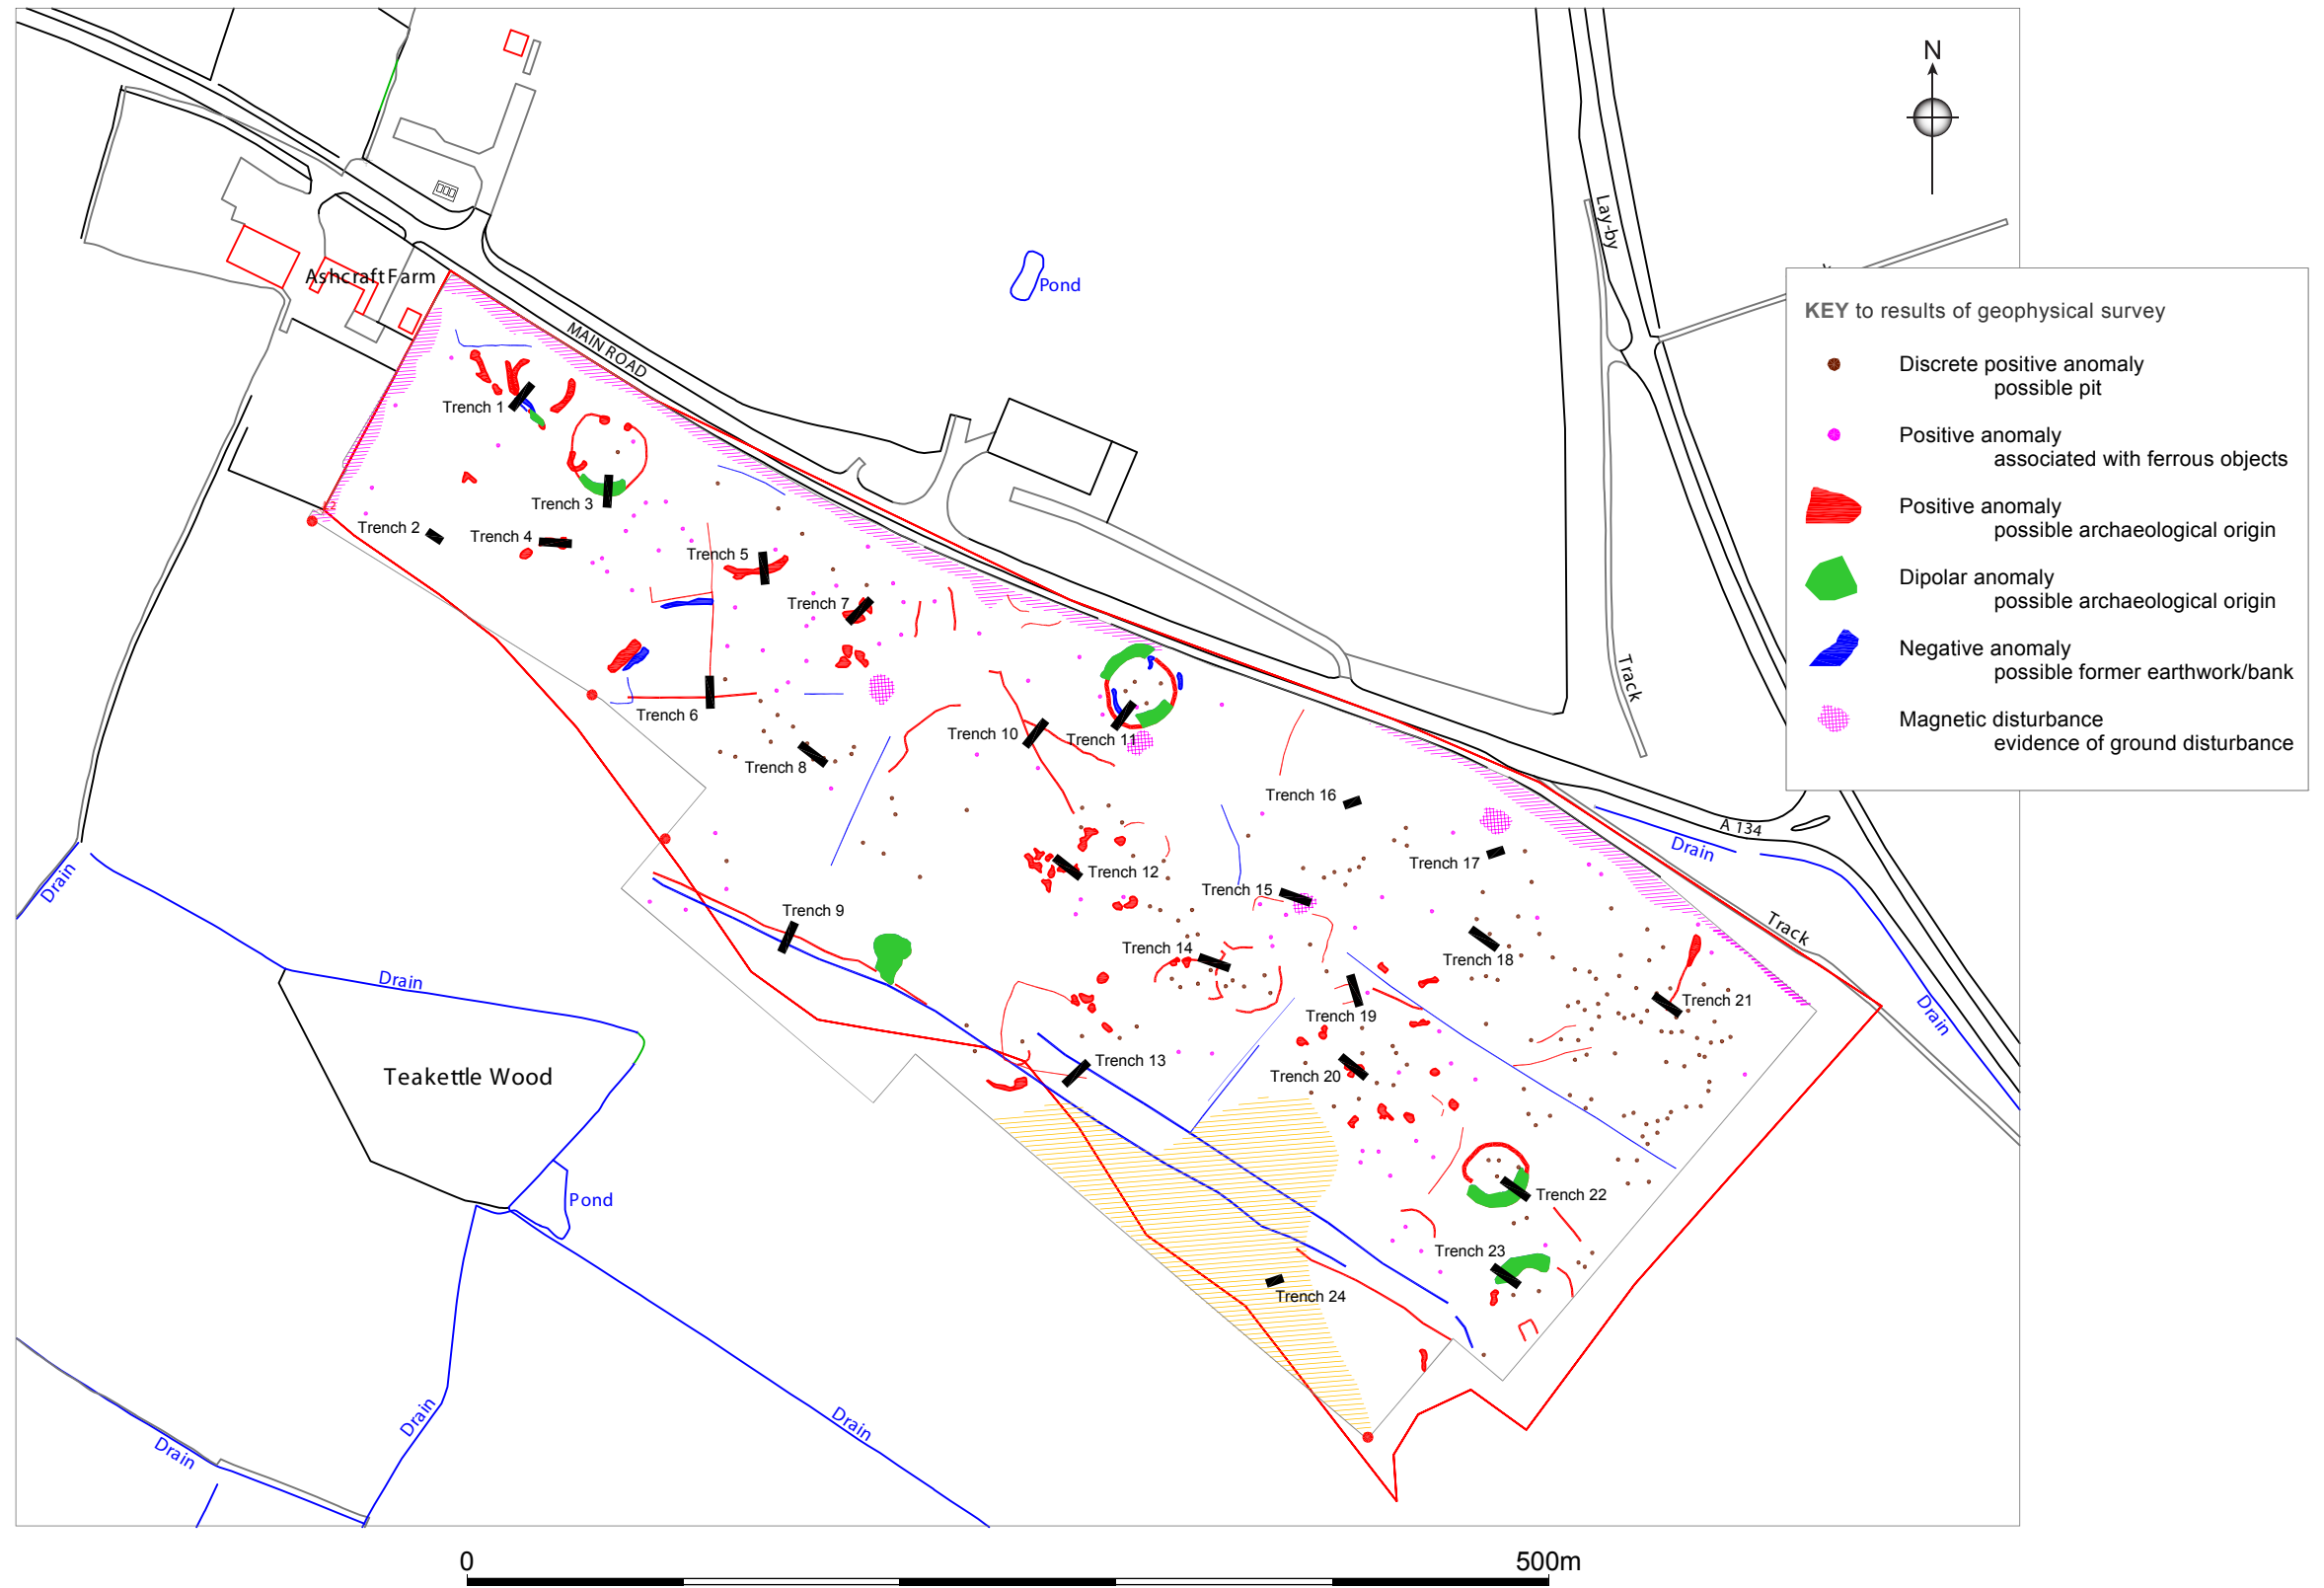 N
Lay-by
Ashcraft Farm
Pond
MAIN ROAD
KEY to results of geophysical survey
Discrete positive anomaly
possible pit
Positive anomaly
associated with ferrous objects
Positive anomaly
possible archaeological origin
Dipolar anomaly
possible archaeological origin
Negative anomaly
possible former earthwork/bank
Magnetic disturbance
evidence of ground disturbance
Trench 1
Trench 3
Trench 2
Trench 4
Trench 5
Trench 7
Track
Trench 6
Trench 10
Trench 11
Trench 8
Trench 16
A 134
Drain
Trench 17
Drain
Trench 12
Trench 15
Trench 9
Track
Trench 14
Trench 18
Drain
Trench 21
Trench 19
Drain
Teakettle Wood
Trench 13
Trench 20
Pond
Trench 22
Trench 23
Trench 24
Drain
Drain
Drain
0
500m